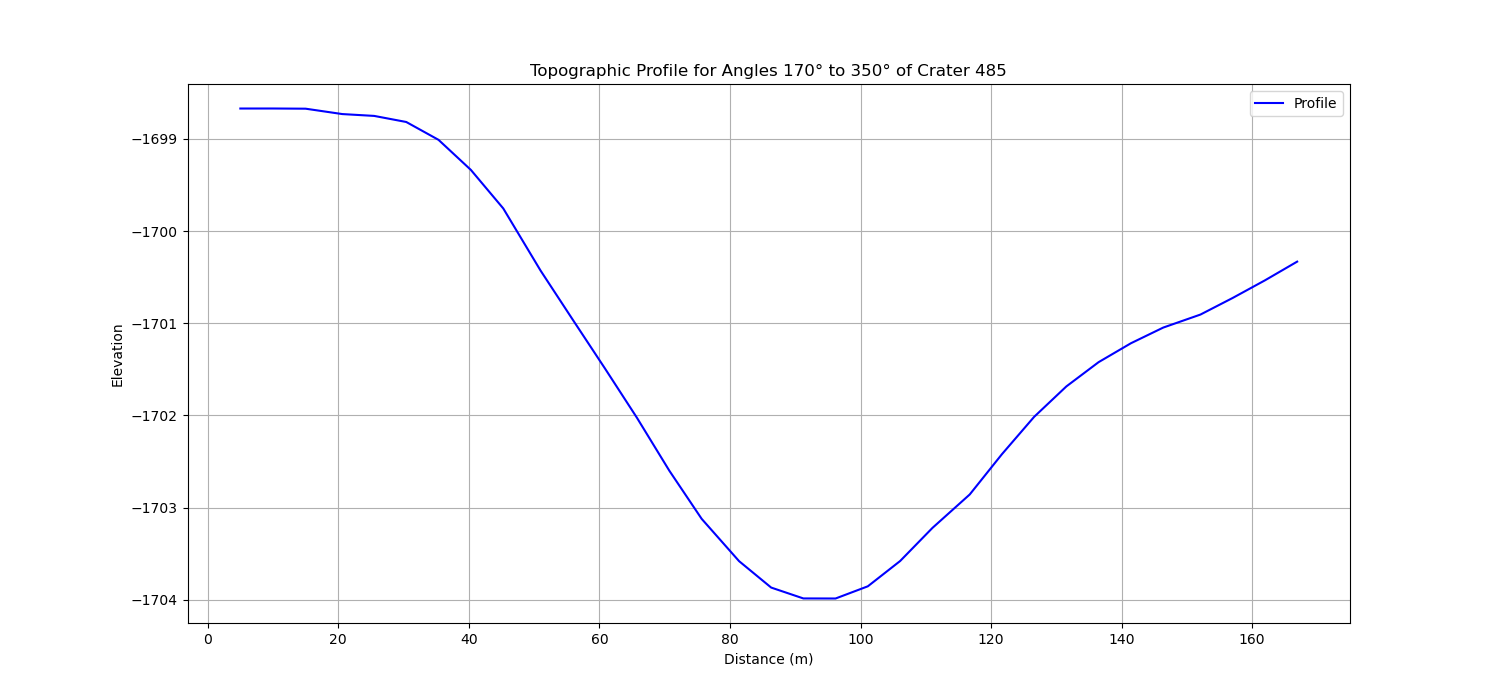 Topographic Profile for Angles 170° to 350° of Crater 485
Profile
−1699
−1700
−1701
−1702
−1703
−1704
Elevation
0 20 40 60 80 100 120 140 160
Distance (m)